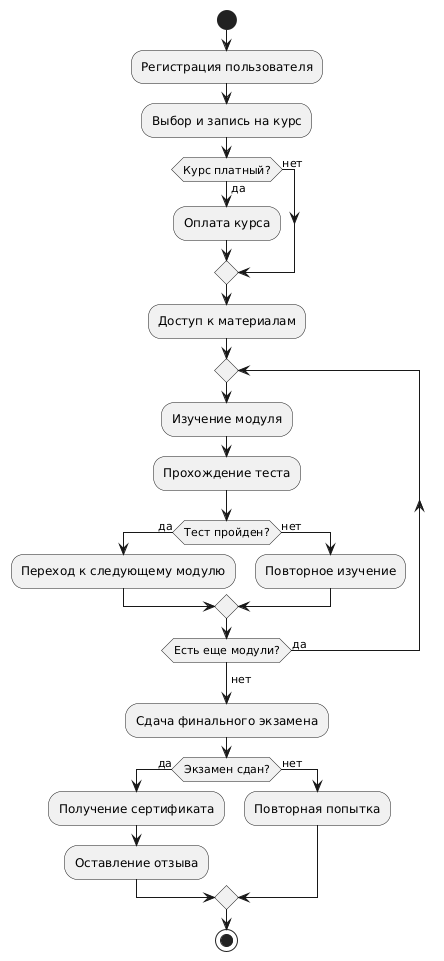 Регистрация пользователя
Выбор и запись на курс
Курс платный?
нет
да
Оплата курса
Доступ к материалам
Изучение модуля
Прохождение теста
да
Тест пройден?
нет
Переход к следующему модулю
Повторное изучение
Есть еще модули?
да
нет
Сдача финального экзамена
да
Экзамен сдан?
нет
Получение сертификата
Повторная попытка
Оставление отзыва